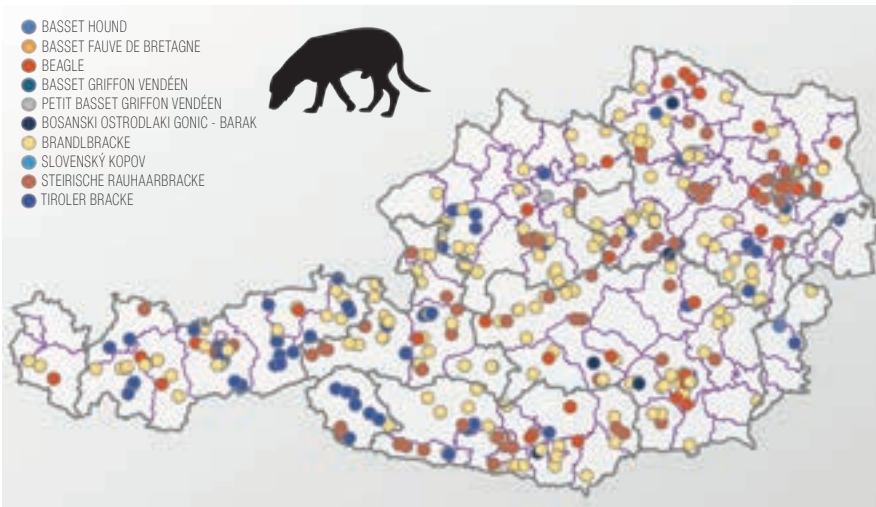 BASSET HOUND
BASSET FAUVE DE BRETAGNE
BEAGLE
BASSET GRIFFON VENDÉEN
PETIT BASSET GRIFFON VENDÉEN
BOSANSKI OSTRODLAKI GONIC - BARAK
BRANDLBRACKE
SLOVENSKÝ KOPOV
STEIRISCHE RAUHAARBRACKE
TIROLER BRACKE